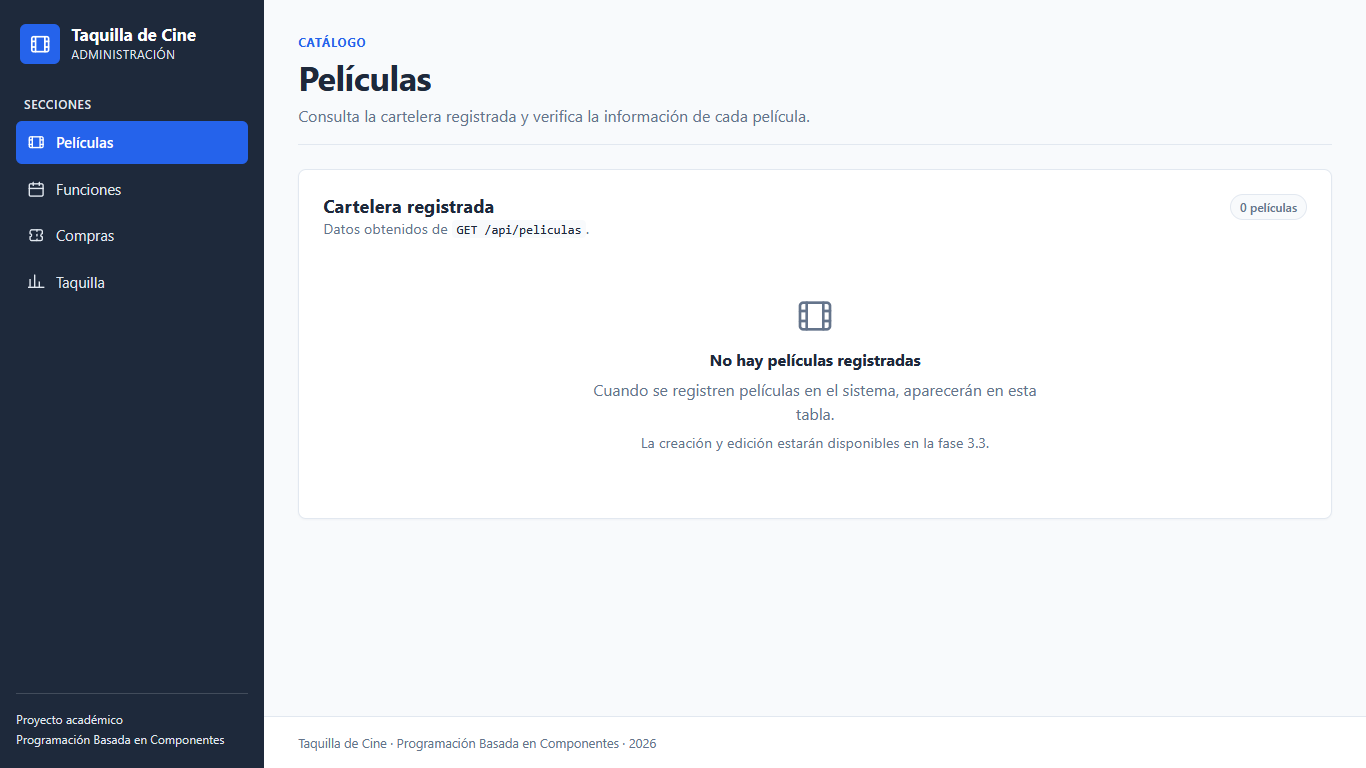 Taquilla de Cine
ADMINISTRACIÓN
SECCIONES
Películas
Funciones
Compras
Taquilla
Proyecto académico
Programación Basada en Componentes
CATÁLOGO
Películas
Consulta la cartelera registrada y verifica la información de cada película.
Cartelera registrada
0 películas
Datos obtenidos de GET /api/peliculas.
No hay películas registradas
Cuando se registren películas en el sistema, aparecerán en esta
tabla.
La creación y edición estarán disponibles en la fase 3.3.
Taquilla de Cine · Programación Basada en Componentes · 2026